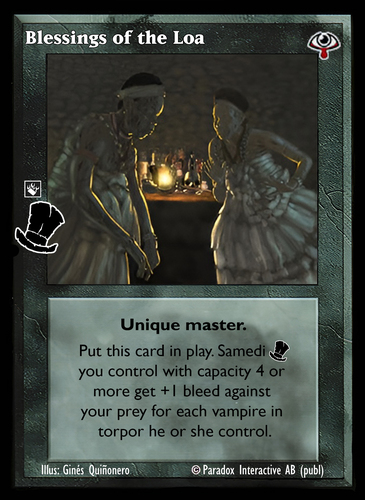 Blessings of the Loa
Unique master.
Put this card in play. Samedi
you control with capacity 4 or
more get +1 bleed against
your prey for each vampire in
torpor he or she control.
Illus: Ginés Quiñonero
© Paradox Interactive AB (publ)